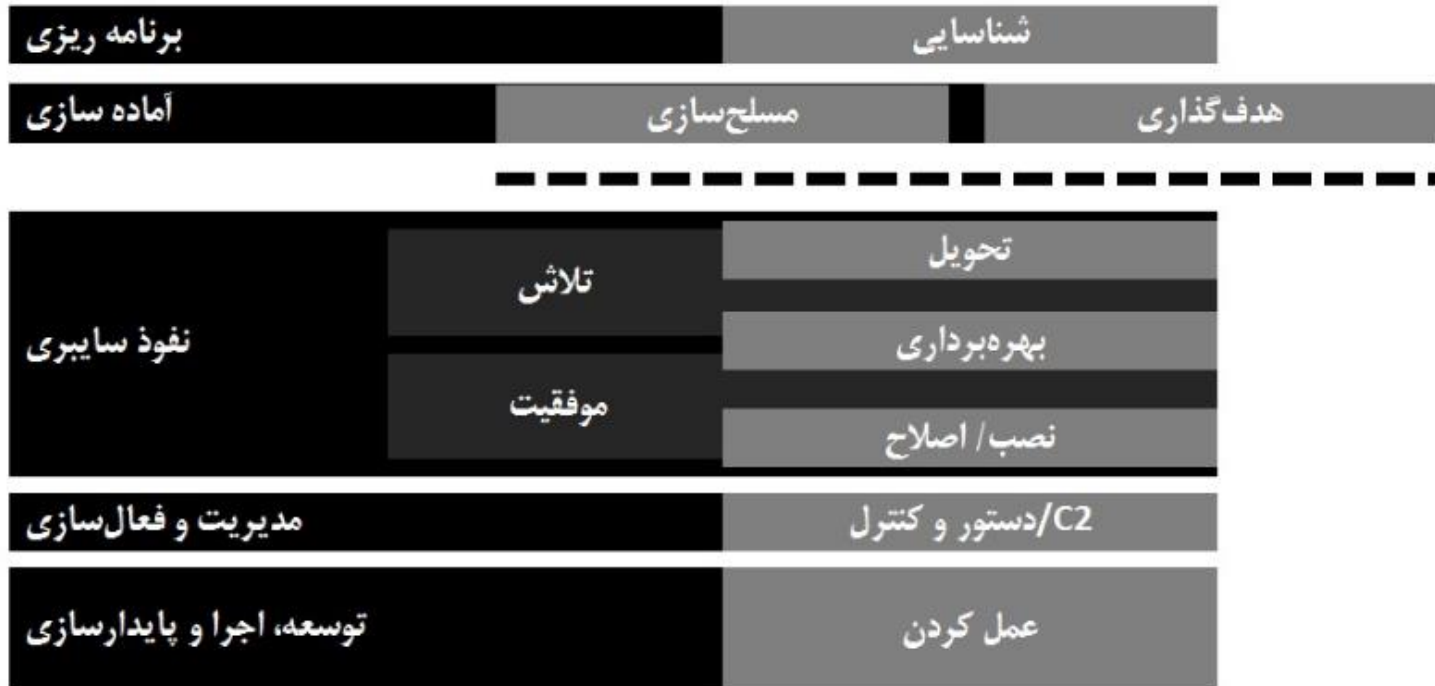 برنامه ریزی
شناسایی
آماده سازی
مسلح‌سازی
هدف‌گذاری
نفوذ سایبری
تلاش
تحویل
بهره‌برداری
موفقیت
نصب/ اصلاح
مدیریت و فعال‌سازی
C2/دستور و کنترل
توسعه، اجرا و پایدارسازی
عمل کردن